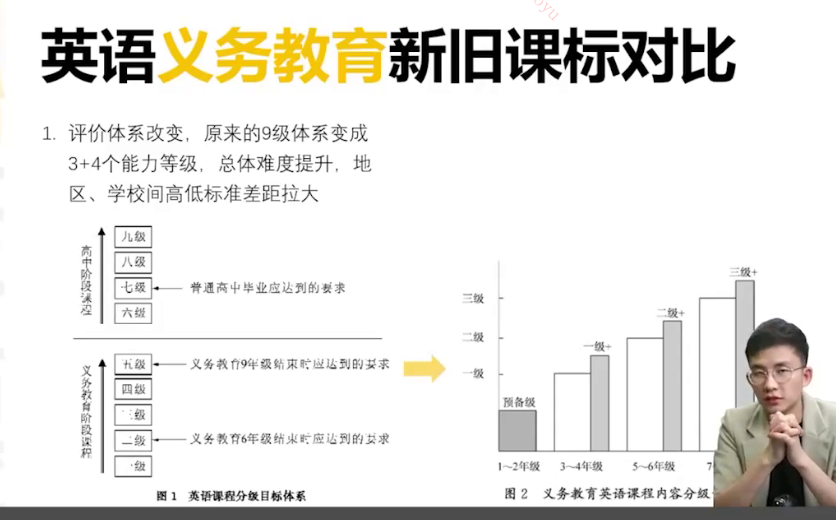 英语义务教育新旧课标对比
1. 评价体系改变，原来的9级体系变成
3+4个能力等级，总体难度提升，地
区、学校间高低标准差距拉大
高中阶段课程
九级
八级
七级
普通高中毕业应达到的要求
六级
义务教育阶段课程
五级
义务教育9年级结束时应达到的要求
四级
三级
二级
义务教育6年级结束时应达到的要求
一级
图1 英语课程分级目标体系
三级
二级
一级
预备级
一级+
二级+
三级+
1～2年级
3～4年级
5～6年级
7
图2 义务教育英语课程内容分级
oyu